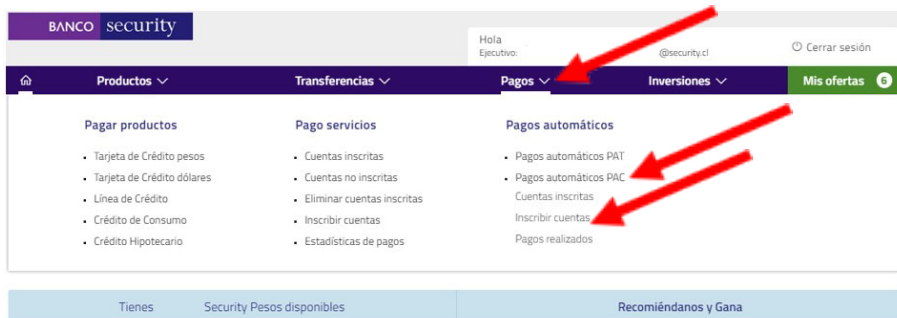 BANCO security
Hola
Ejecutivo:
@security.cl
Cerrar sesión
Productos
Transferencias
Pagos
Inversiones
Mis ofertas 6
Pagar productos
Tarjeta de Crédito pesos
Tarjeta de Crédito dólares
Línea de Crédito
Crédito de Consumo
Crédito Hipotecario
Pago servicios
Cuentas inscritas
Cuentas no inscritas
Eliminar cuentas inscritas
Inscribir cuentas
Estadísticas de pagos
Pagos automáticos
Pagos automáticos PAT
Pagos automáticos PAC
Cuentas inscritas
Inscribir cuentas
Pagos realizados
Tienes Security Pesos disponibles
Recomiéndanos y Gana